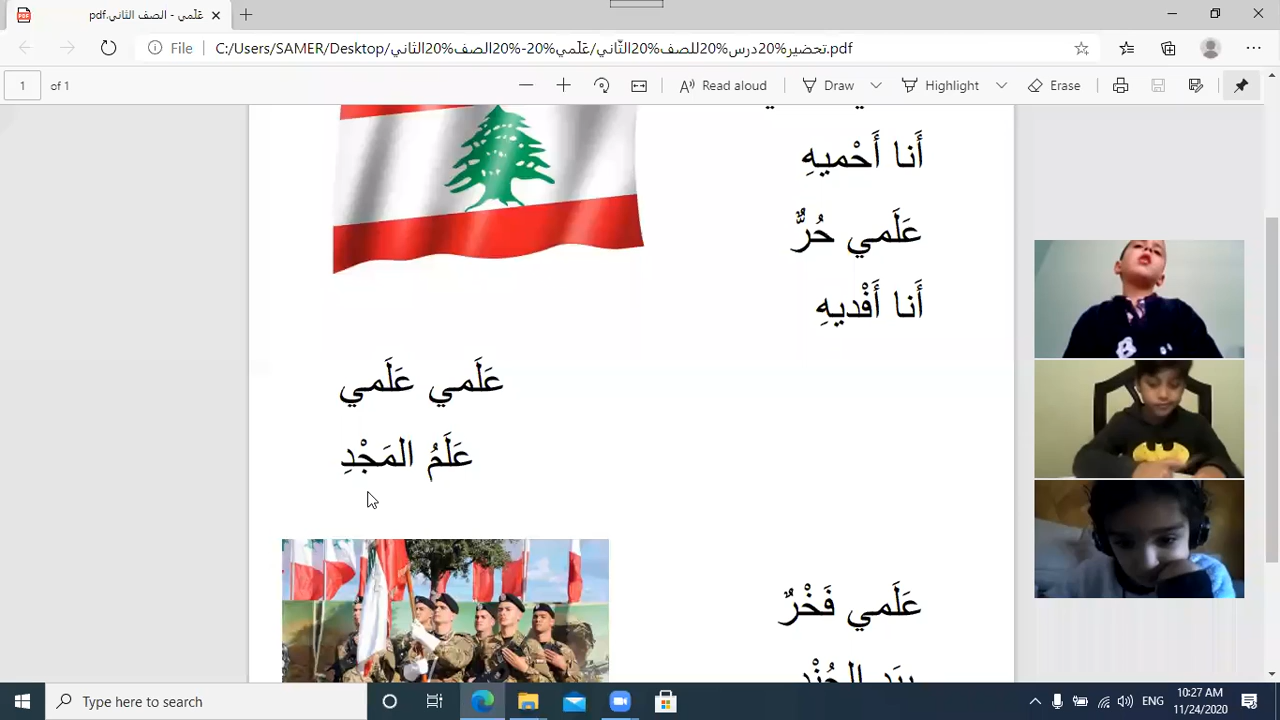 عَلَمي - الصف الثاني.pdf
File
C:/Users/SAMER/Desktop/تحضير%20درس%20للصف%20الثّاني/عَلَمي%20-%20الصف%20الثاني.pdf
1 of 1
Read aloud
Draw
Highlight
Erase
أَنا أَحْميهِ
عَلَمي حُرٌّ
أَنا أَفْديهِ
عَلَمي عَلَمي
عَلَمُ المَجْدِ
عَلَمي فَخْرٌ
بِيَدِ الجُنْدِ
B
Type here to search
ENG
10:27 AM
11/24/2020